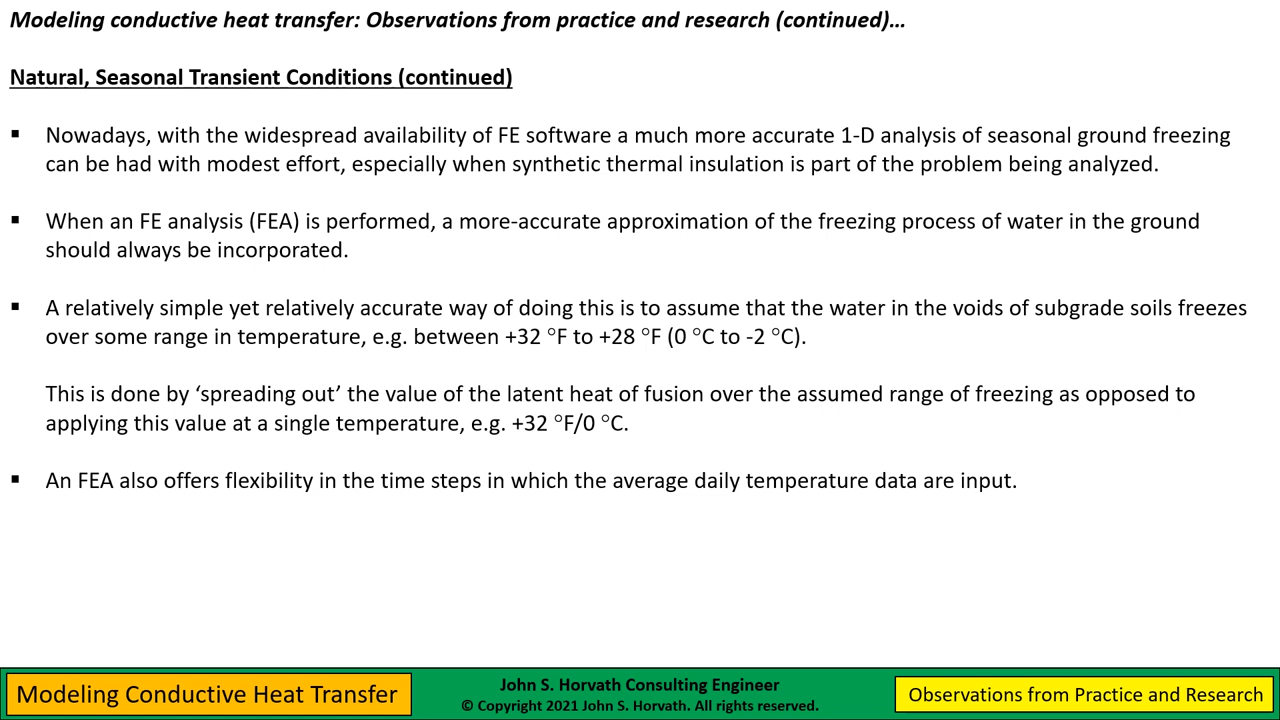 Modeling conductive heat transfer: Observations from practice and research (continued)...
Natural, Seasonal Transient Conditions (continued)
▪ Nowadays, with the widespread availability of FE software a much more accurate 1-D analysis of seasonal ground freezing
can be had with modest effort, especially when synthetic thermal insulation is part of the problem being analyzed.
▪ When an FE analysis (FEA) is performed, a more-accurate approximation of the freezing process of water in the ground
should always be incorporated.
▪ A relatively simple yet relatively accurate way of doing this is to assume that the water in the voids of subgrade soils freezes
over some range in temperature, e.g. between +32 °F to +28 °F (0 °C to -2 °C).
This is done by ‘spreading out’ the value of the latent heat of fusion over the assumed range of freezing as opposed to
applying this value at a single temperature, e.g. +32 °F/0 °C.
▪ An FEA also offers flexibility in the time steps in which the average daily temperature data are input.
Modeling Conductive Heat Transfer
John S. Horvath Consulting Engineer
© Copyright 2021 John S. Horvath. All rights reserved.
Observations from Practice and Research